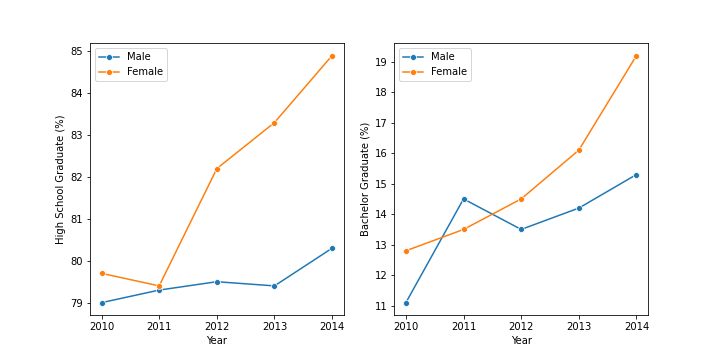 Male
Female
High School Graduate (%)
85
84
83
82
81
80
79
2010 2011 2012 2013 2014
Year
Male
Female
Bachelor Graduate (%)
19
18
17
16
15
14
13
12
11
2010 2011 2012 2013 2014
Year